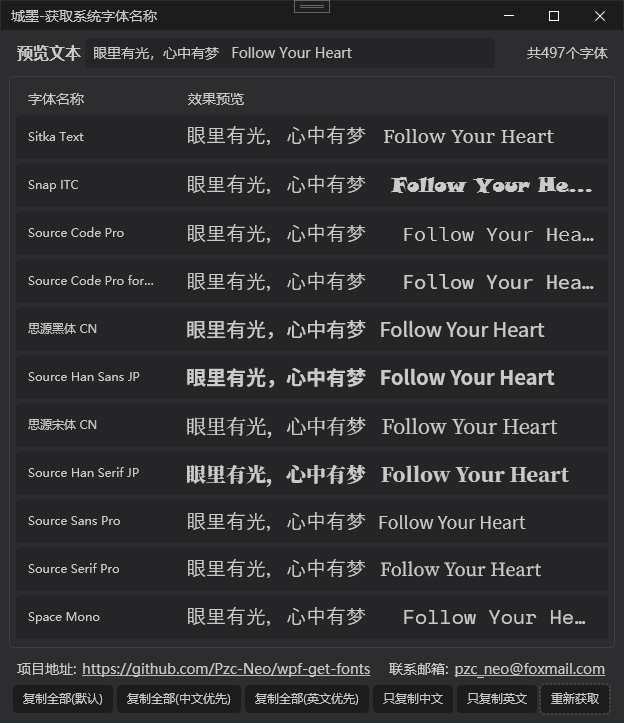 城墨-获取系统字体名称
预览文本 眼里有光，心中有梦 Follow Your Heart 共497个字体
字体名称 效果预览
Sitka Text 眼里有光，心中有梦 Follow Your Heart
Snap ITC 眼里有光，心中有梦 Follow Your He...
Source Code Pro 眼里有光，心中有梦 Follow Your Hea...
Source Code Pro for... 眼里有光，心中有梦 Follow Your Hea...
思源黑体 CN 眼里有光，心中有梦 Follow Your Heart
Source Han Sans JP 眼里有光，心中有梦 Follow Your Heart
思源宋体 CN 眼里有光，心中有梦 Follow Your Heart
Source Han Serif JP 眼里有光，心中有梦 Follow Your Heart
Source Sans Pro 眼里有光，心中有梦 Follow Your Heart
Source Serif Pro 眼里有光，心中有梦 Follow Your Heart
Space Mono 眼里有光，心中有梦 Follow Your He...
项目地址: https://github.com/Pzc-Neo/wpf-get-fonts 联系邮箱: pzc_neo@foxmail.com
复制全部(默认) 复制全部(中文优先) 复制全部(英文优先) 只复制中文 只复制英文 重新获取